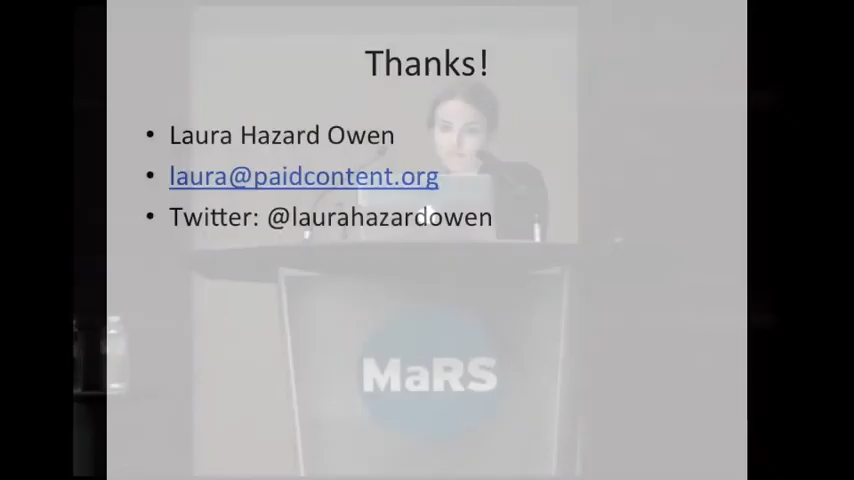 Thanks!
• Laura Hazard Owen
• laura@paidcontent.org
• Twitter: @laurahazardowen
MaRS